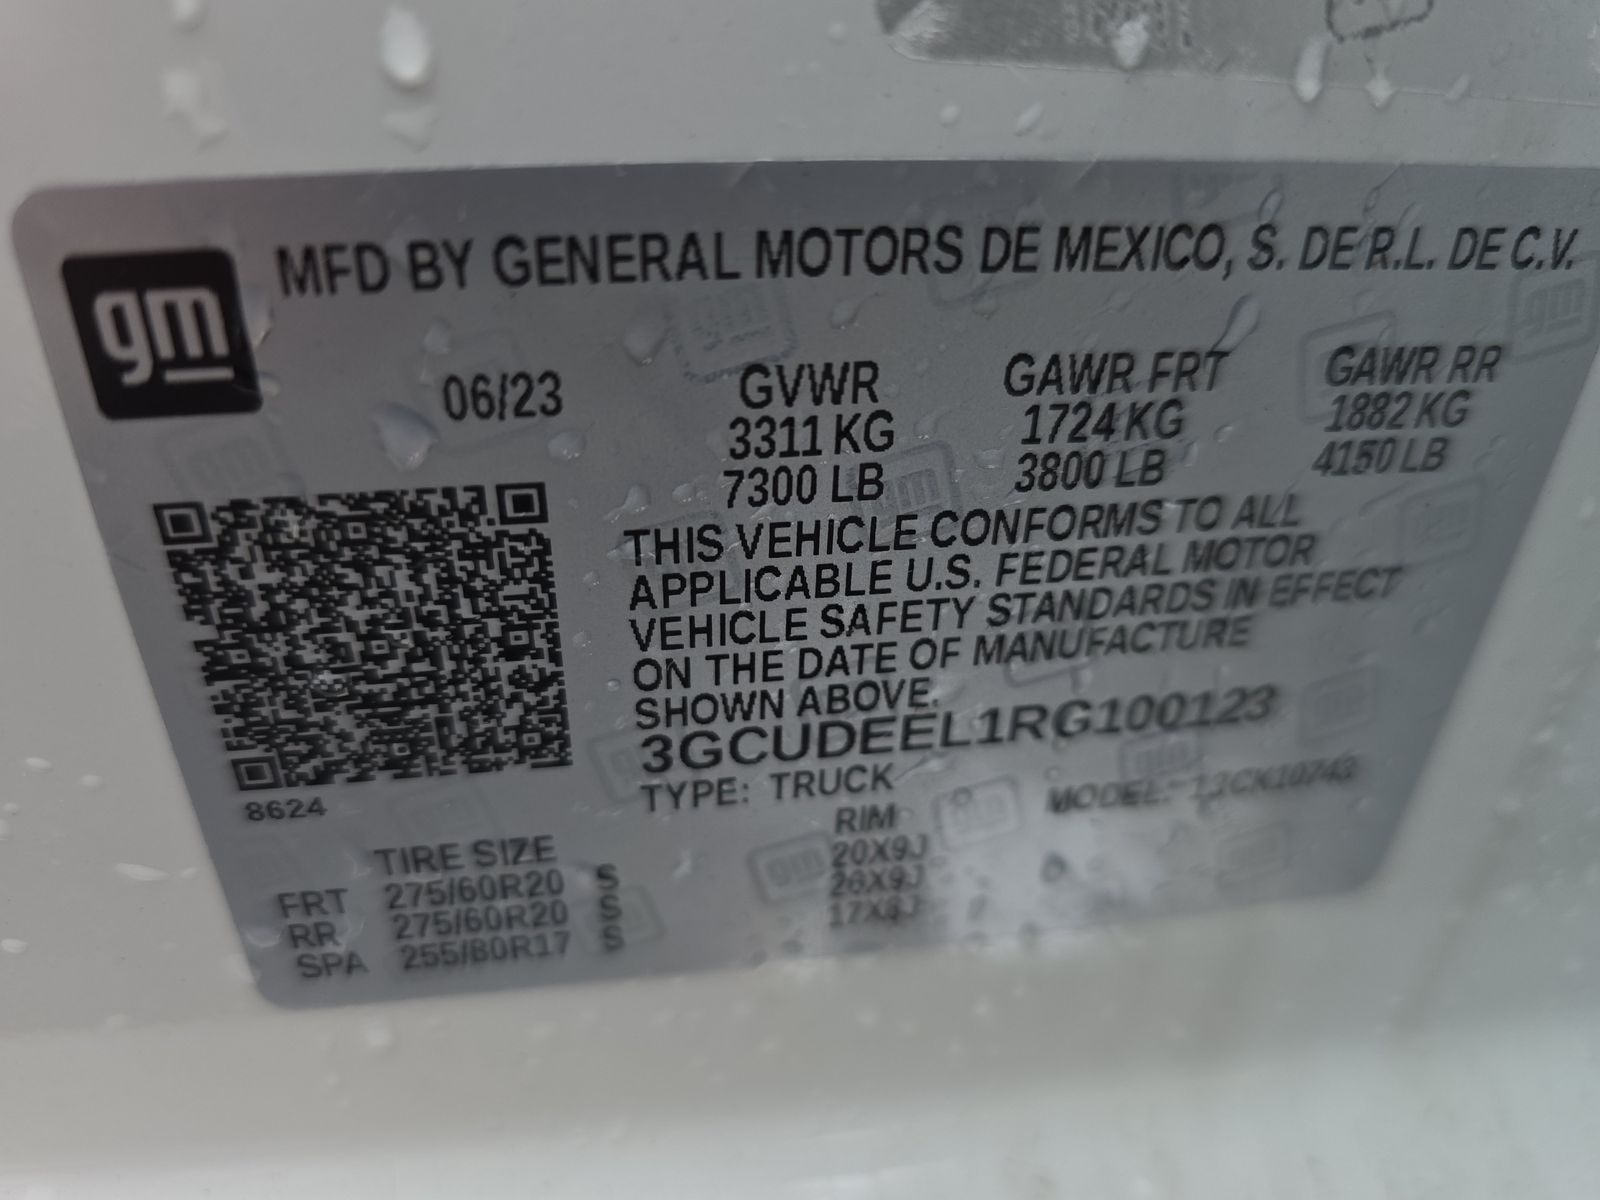 gm
MFD BY GENERAL MOTORS DE MEXICO, S. DE R.L. DE C.V.
06/23
GVWR GAWR FRT GAWR RR
3311 KG 1724 KG 1882 KG
7300 LB 3800 LB 4150 LB
THIS VEHICLE CONFORMS TO ALL
APPLICABLE U.S. FEDERAL MOTOR
VEHICLE SAFETY STANDARDS IN EFFECT
ON THE DATE OF MANUFACTURE
SHOWN ABOVE.
3GCUDEEL1RG100123
TYPE: TRUCK MODEL:
8624
TIRE SIZE RIM
FRT 275/60R20 S 20X9J
RR 275/60R20 S 20X9J
SPA 255/80R17 S 17X8J